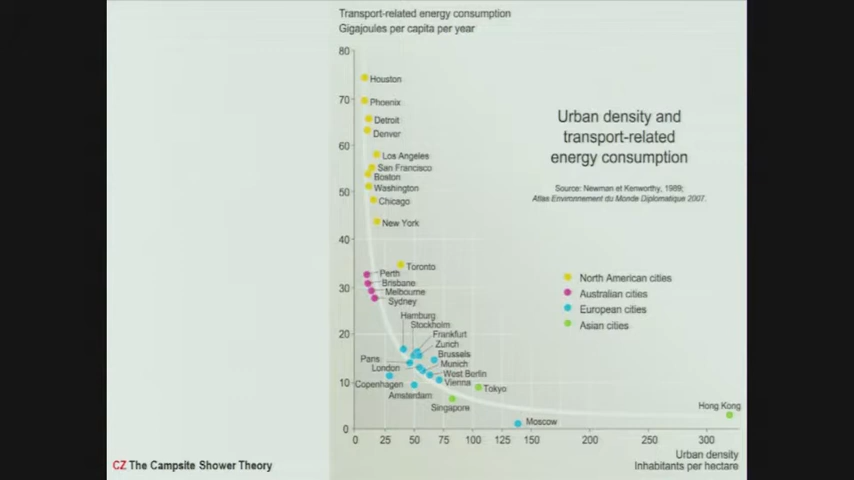 Transport-related energy consumption
Gigajoules per capita per year
80
Houston
70
Phoenix
Detroit
Denver
60
Los Angeles
San Francisco
Boston
50
Washington
Chicago
New York
40
Toronto
Perth
30
Brisbane
Melbourne
Sydney
Hamburg
Stockholm
20
Frankfurt
Zurich
Brussels
Paris
Munich
London
West Berlin
10
Copenhagen
Vienna
Amsterdam
Tokyo
Singapore
Hong Kong
Moscow
0
0 25 50 75 100 125 150 200 250 300
Urban density
Inhabitants per hectare
Urban density and
transport-related
energy consumption
Source: Newman et Kenworthy, 1989;
Atlas Environnement du Monde Diplomatique 2007.
North American cities
Australian cities
European cities
Asian cities
CZ The Campsite Shower Theory